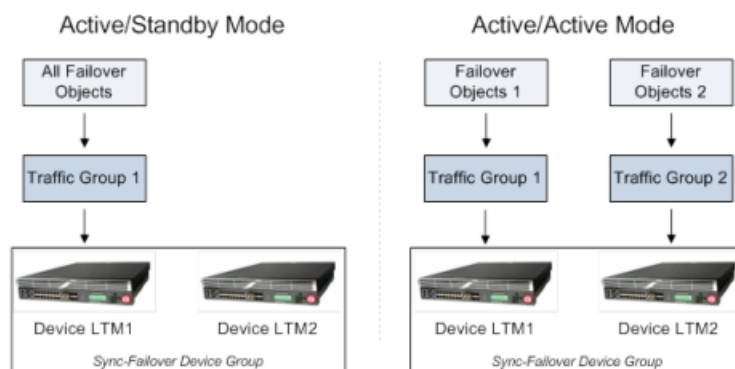 Active/Standby Mode
All Failover
Objects
Traffic Group 1
Device LTM1
Device LTM2
Sync-Failover Device Group
Active/Active Mode
Failover
Objects 1
Failover
Objects 2
Traffic Group 1
Traffic Group 2
Device LTM1
Device LTM2
Sync-Failover Device Group